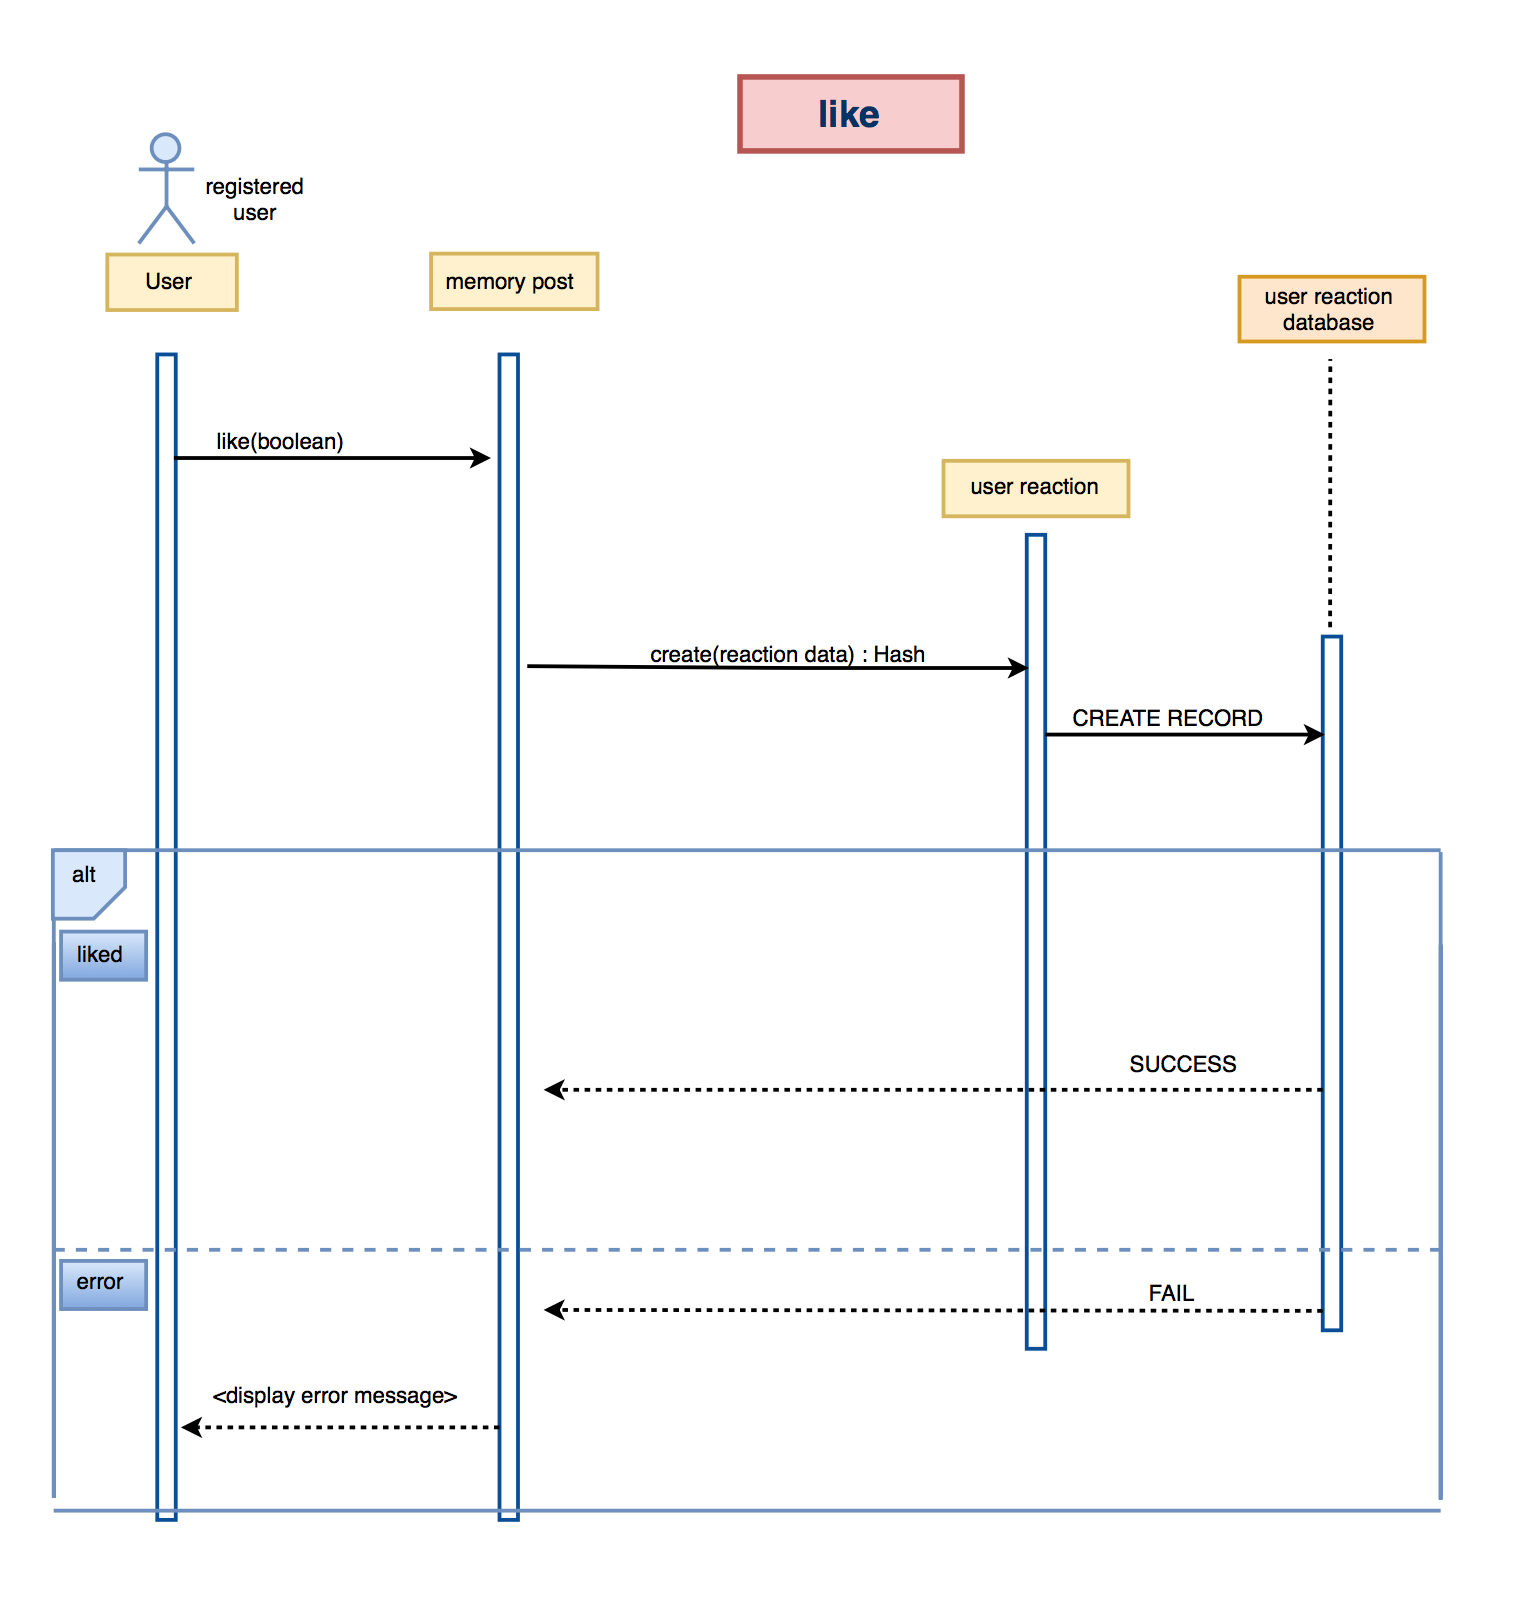 like
registered
user
User
memory post
user reaction
database
like(boolean)
user reaction
create(reaction data) : Hash
CREATE RECORD
alt
liked
SUCCESS
error
FAIL
<display error message>